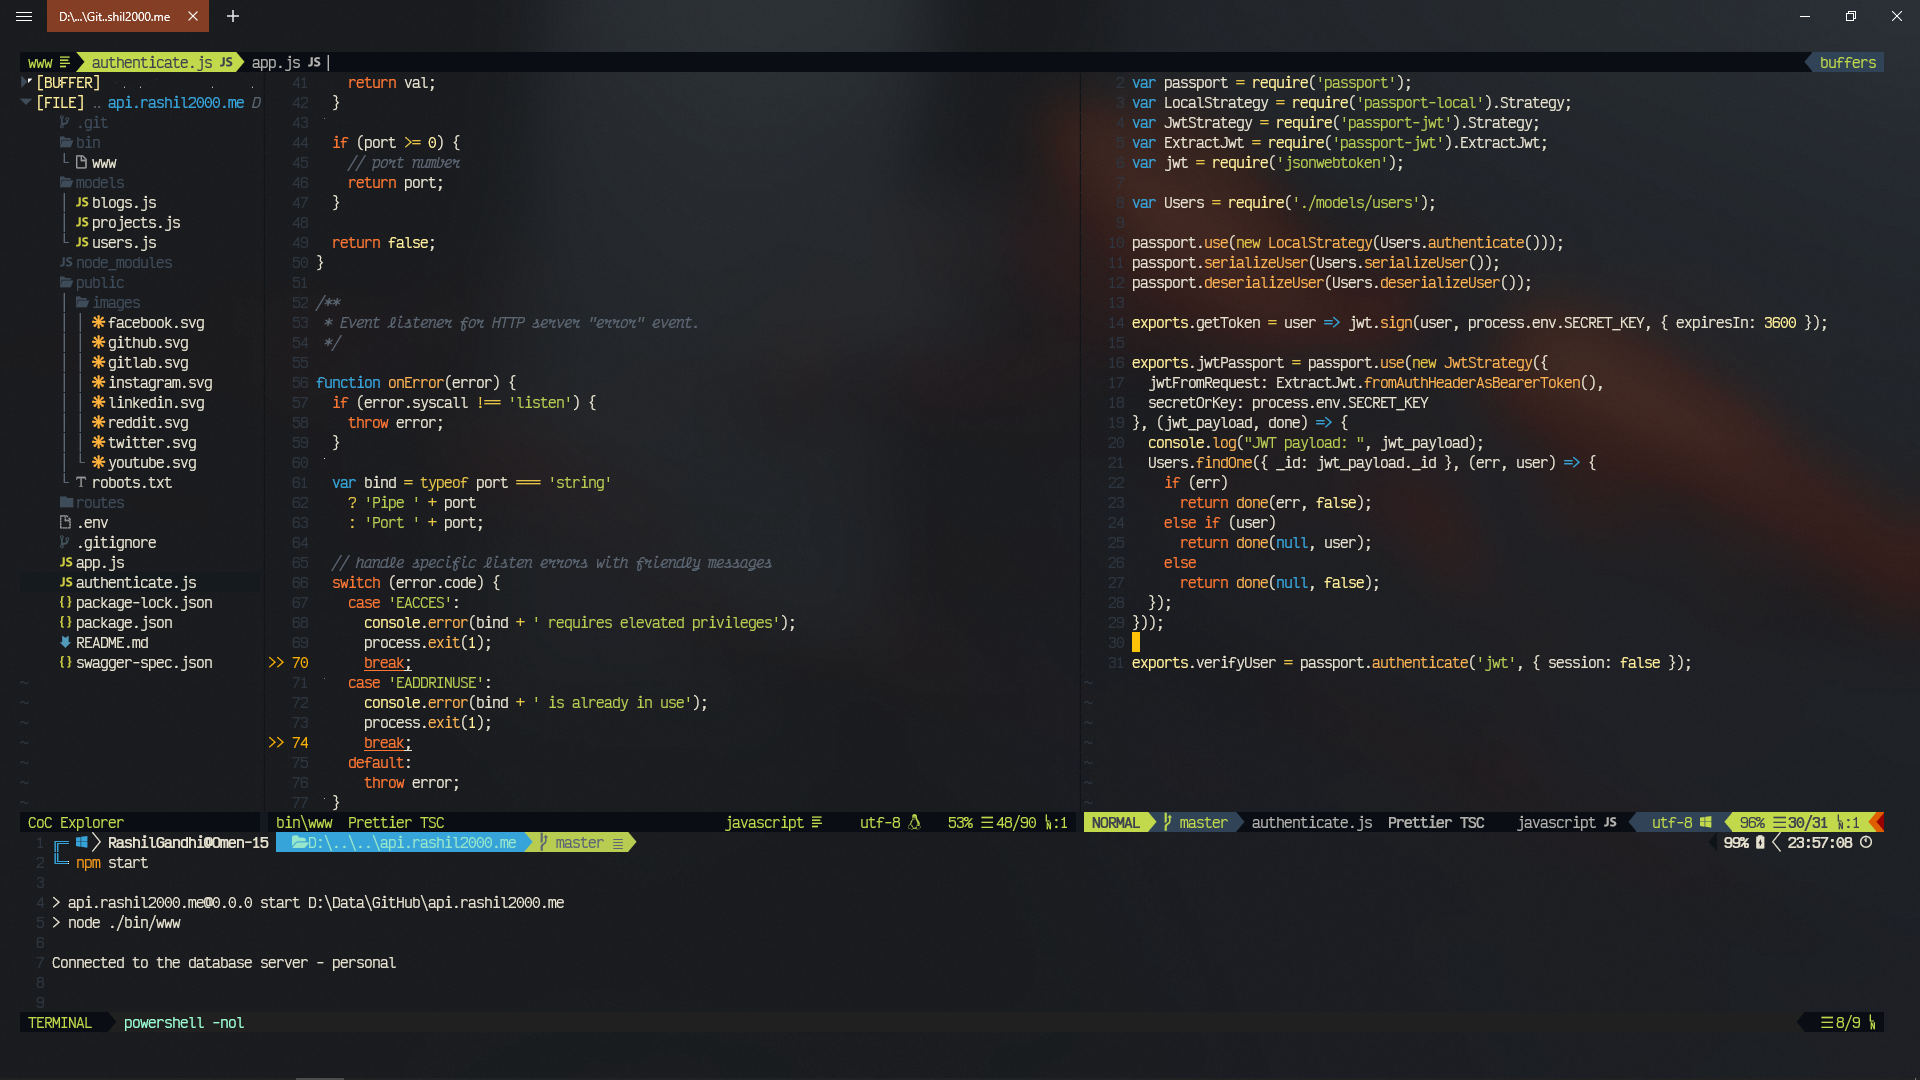 D:\...\Git..shil2000.me
www authenticate.js JS app.js JS
buffers
[BUFFER]
[FILE] .. api.rashil2000.me D
.git
bin
www
models
JS blogs.js
JS projects.js
JS users.js
JS node_modules
public
images
facebook.svg
github.svg
gitlab.svg
instagram.svg
linkedin.svg
reddit.svg
twitter.svg
youtube.svg
robots.txt
routes
.env
.gitignore
JS app.js
JS authenticate.js
{} package-lock.json
{} package.json
README.md
{} swagger-spec.json
~
~
~
~
~
~
~
CoC Explorer
41 return val;
42 }
43
44 if (port >= 0) {
45 // port number
46 return port;
47 }
48
49 return false;
50 }
51
52 /**
53 * Event listener for HTTP server "error" event.
54 */
55
56 function onError(error) {
57 if (error.syscall !== 'listen') {
58 throw error;
59 }
60
61 var bind = typeof port === 'string'
62 ? 'Pipe ' + port
63 : 'Port ' + port;
64
65 // handle specific listen errors with friendly messages
66 switch (error.code) {
67 case 'EACCES':
68 console.error(bind + ' requires elevated privileges');
69 process.exit(1);
>> 70 break;
71 case 'EADDRINUSE':
72 console.error(bind + ' is already in use');
73 process.exit(1);
>> 74 break;
75 default:
76 throw error;
77 }
bin\www Prettier TSC javascript utf-8 53% 48/90 :1
2 var passport = require('passport');
3 var LocalStrategy = require('passport-local').Strategy;
4 var JwtStrategy = require('passport-jwt').Strategy;
5 var ExtractJwt = require('passport-jwt').ExtractJwt;
6 var jwt = require('jsonwebtoken');
7
8 var Users = require('./models/users');
9
10 passport.use(new LocalStrategy(Users.authenticate()));
11 passport.serializeUser(Users.serializeUser());
12 passport.deserializeUser(Users.deserializeUser());
13
14 exports.getToken = user => jwt.sign(user, process.env.SECRET_KEY, { expiresIn: 3600 });
15
16 exports.jwtPassport = passport.use(new JwtStrategy({
17 jwtFromRequest: ExtractJwt.fromAuthHeaderAsBearerToken(),
18 secretOrKey: process.env.SECRET_KEY
19 }, (jwt_payload, done) => {
20 console.log("JWT payload: ", jwt_payload);
21 Users.findOne({ _id: jwt_payload._id }, (err, user) => {
22 if (err)
23 return done(err, false);
24 else if (user)
25 return done(null, user);
26 else
27 return done(null, false);
28 });
29 }));
30
31 exports.verifyUser = passport.authenticate('jwt', { session: false });
~
~
~
~
~
~
~
NORMAL master authenticate.js Prettier TSC javascript JS utf-8 96% 30/31 :1
1 RashilGandhi@Omen-15 D:\..\..\api.rashil2000.me master 99% 23:57:08
2 npm start
3
4 > api.rashil2000.me@0.0.0 start D:\Data\GitHub\api.rashil2000.me
5 > node ./bin/www
6
7 Connected to the database server - personal
8
9
TERMINAL powershell -nol 8/9